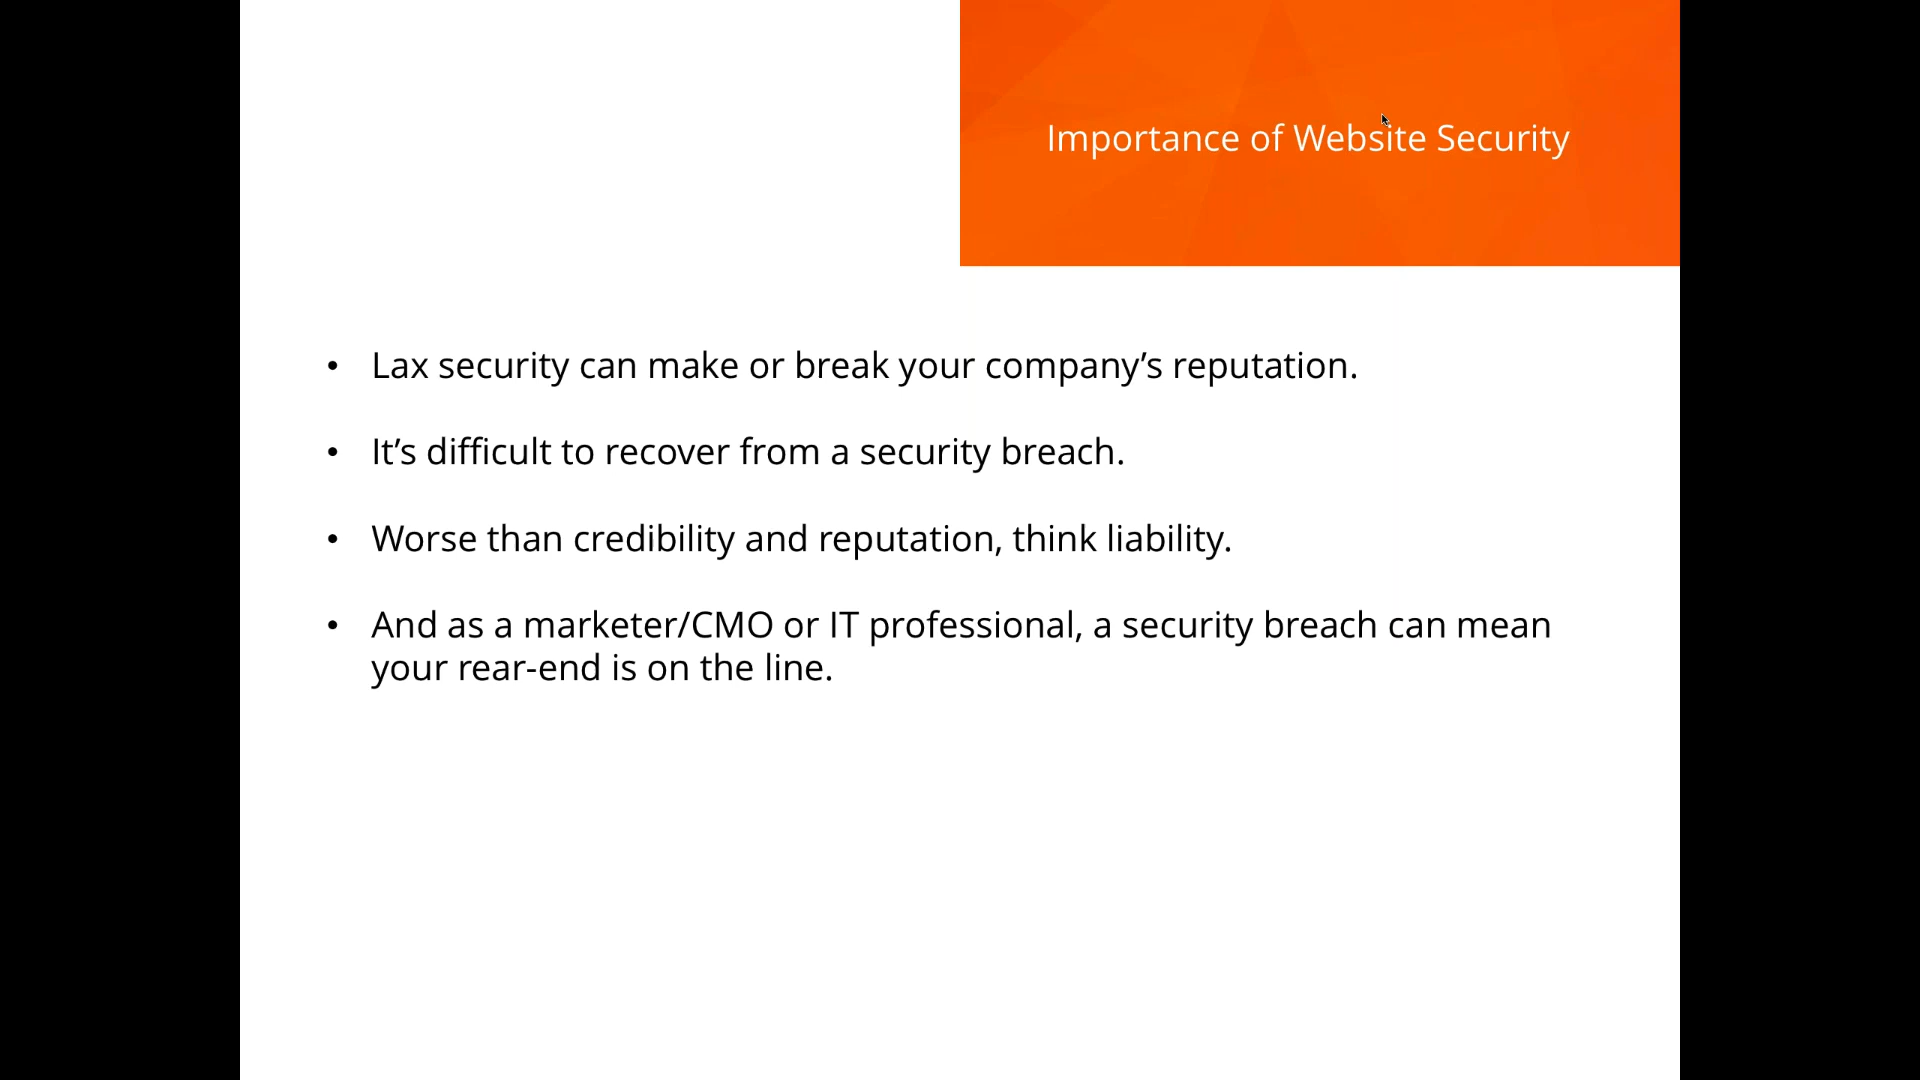 Importance of Website Security
• Lax security can make or break your company’s reputation.
• It’s difficult to recover from a security breach.
• Worse than credibility and reputation, think liability.
• And as a marketer/CMO or IT professional, a security breach can mean
your rear-end is on the line.